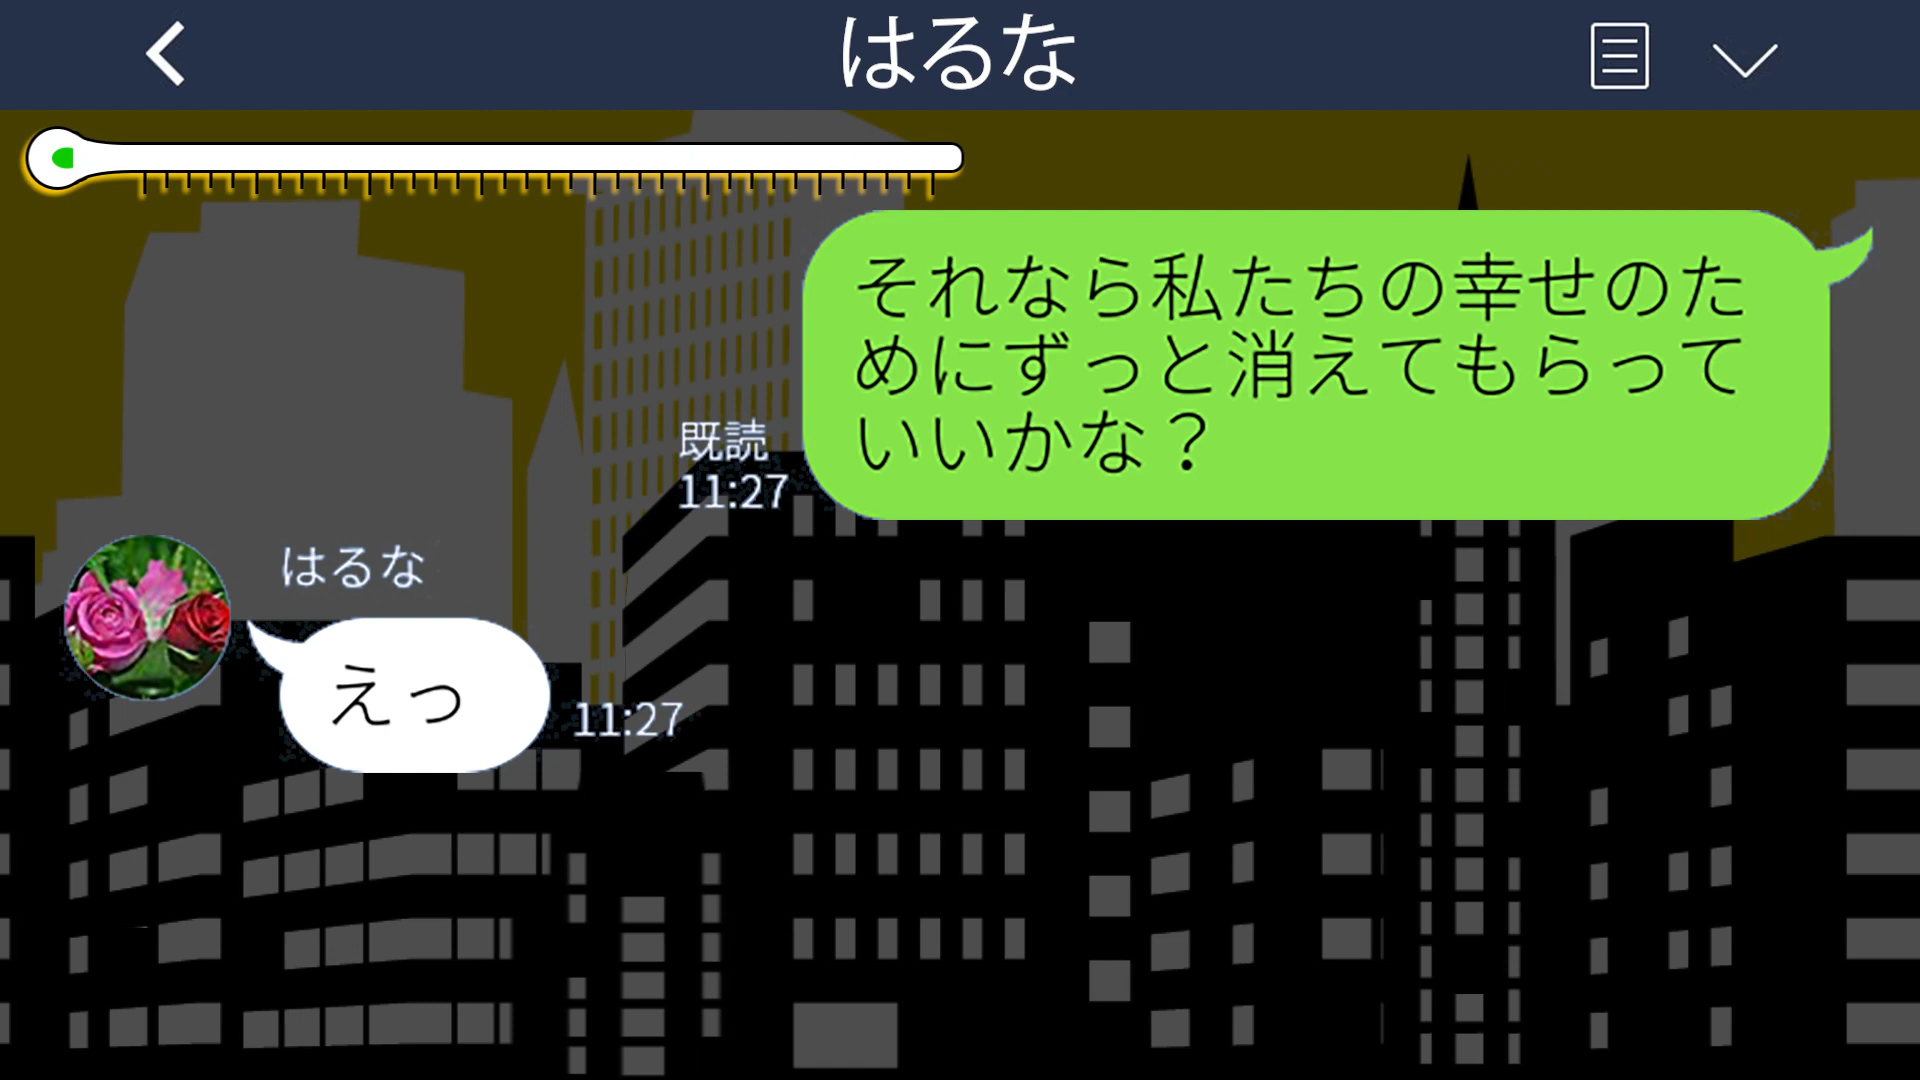 はるな
それなら私たちの幸せのた
めにずっと消えてもらって
いいかな？
既読
11:27
はるな
えっ
11:27